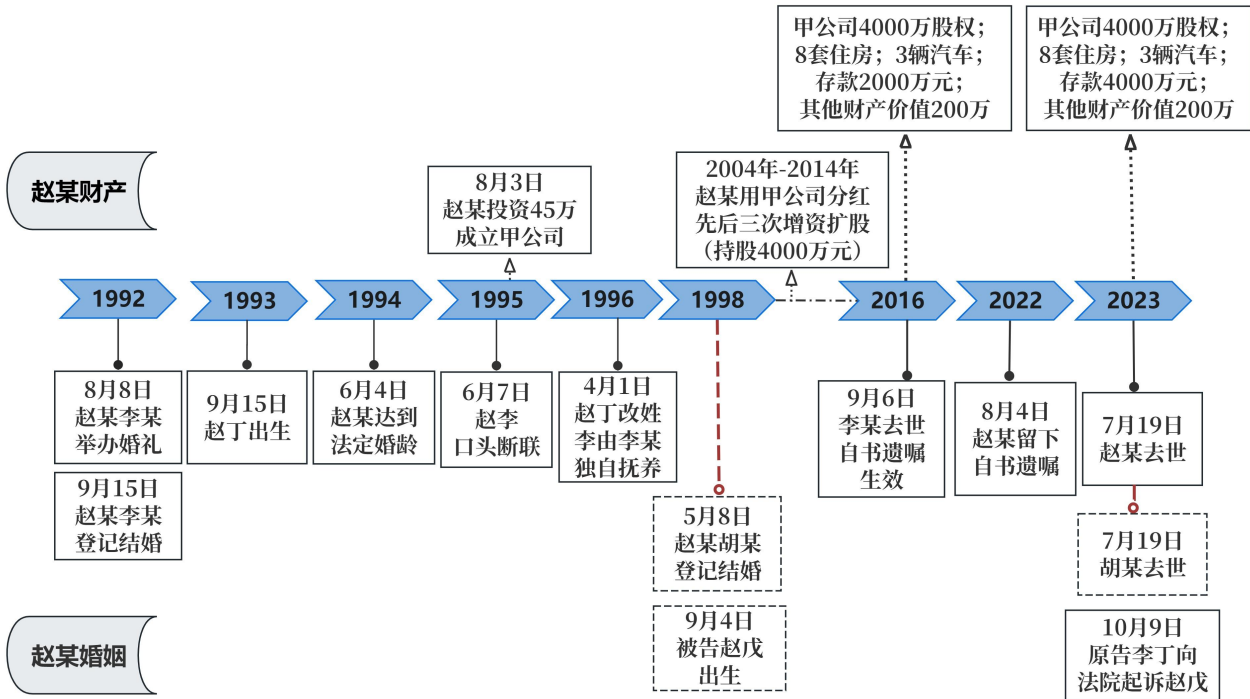 甲公司4000万股权；
8套住房；3辆汽车；
存款2000万元；
其他财产价值200万
甲公司4000万股权；
8套住房；3辆汽车；
存款4000万元；
其他财产价值200万
赵某财产
8月3日
赵某投资45万
成立甲公司
2004年-2014年
赵某用甲公司分红
先后三次增资扩股
（持股4000万元）
1992
1993
1994
1995
1996
1998
2016
2022
2023
8月8日
赵某李某
举办婚礼
9月15日
赵某李某
登记结婚
9月15日
赵丁出生
6月4日
赵某达到
法定婚龄
6月7日
赵李
口头断联
4月1日
赵丁改姓
李由李某
独自抚养
5月8日
赵某胡某
登记结婚
9月4日
被告赵戊
出生
9月6日
李某去世
自书遗嘱
生效
8月4日
赵某留下
自书遗嘱
7月19日
赵某去世
7月19日
胡某去世
10月9日
原告李丁向
法院起诉赵戊
赵某婚姻